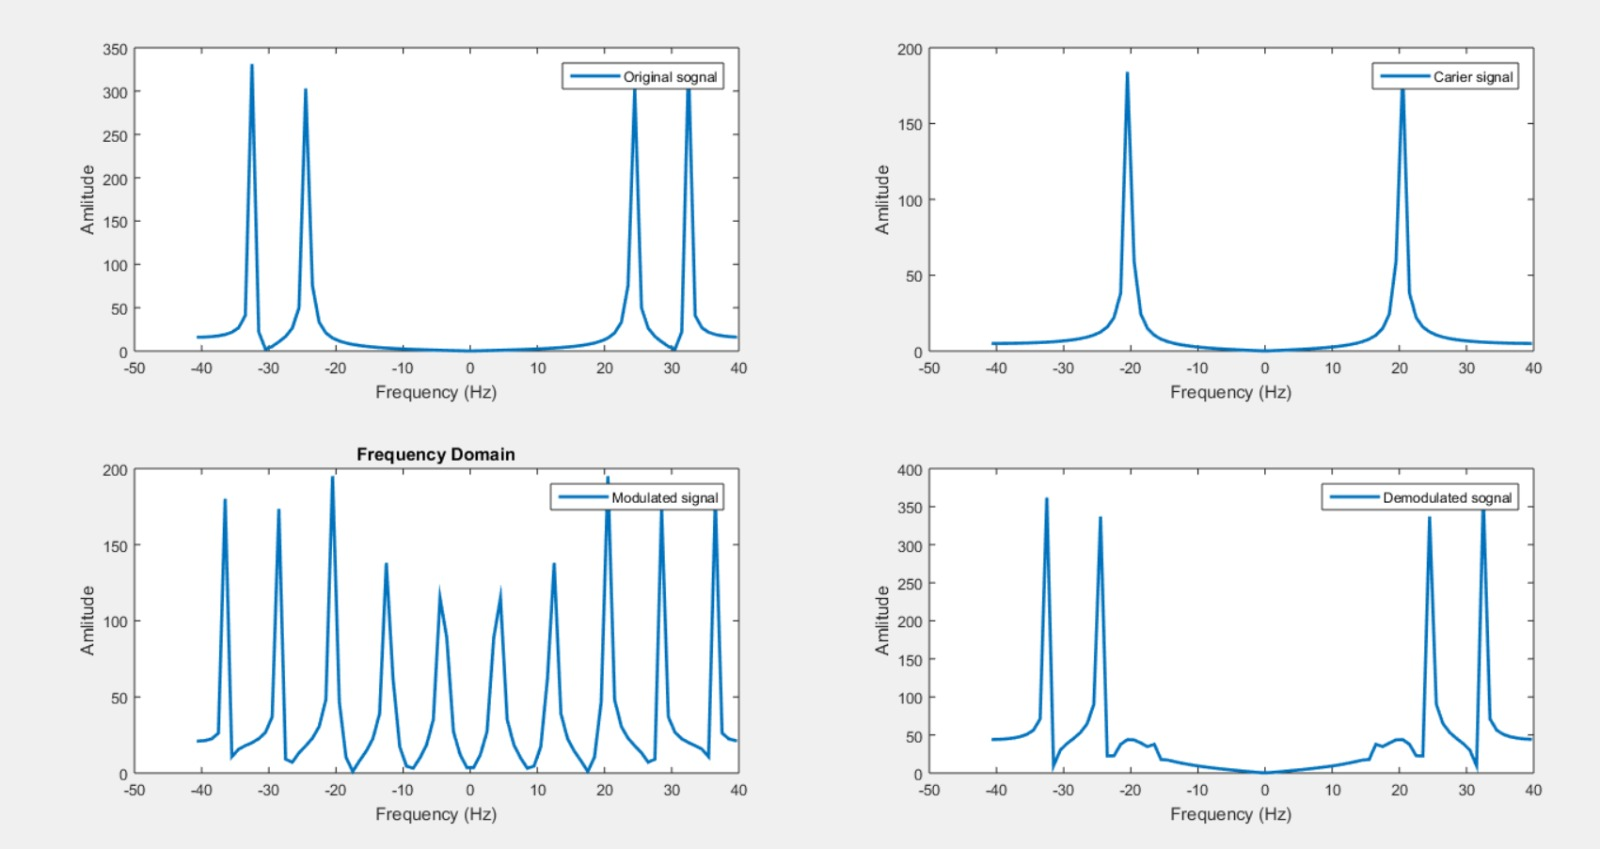 350
300
250
200
150
100
50
0
Amlitude
Original sognal
-50 -40 -30 -20 -10 0 10 20 30 40
Frequency (Hz)
200
150
100
50
0
Amlitude
Carier signal
-50 -40 -30 -20 -10 0 10 20 30 40
Frequency (Hz)
Frequency Domain
200
150
100
50
0
Amlitude
Modulated signal
-50 -40 -30 -20 -10 0 10 20 30 40
Frequency (Hz)
400
350
300
250
200
150
100
50
0
Amlitude
Demodulated sognal
-50 -40 -30 -20 -10 0 10 20 30 40
Frequency (Hz)